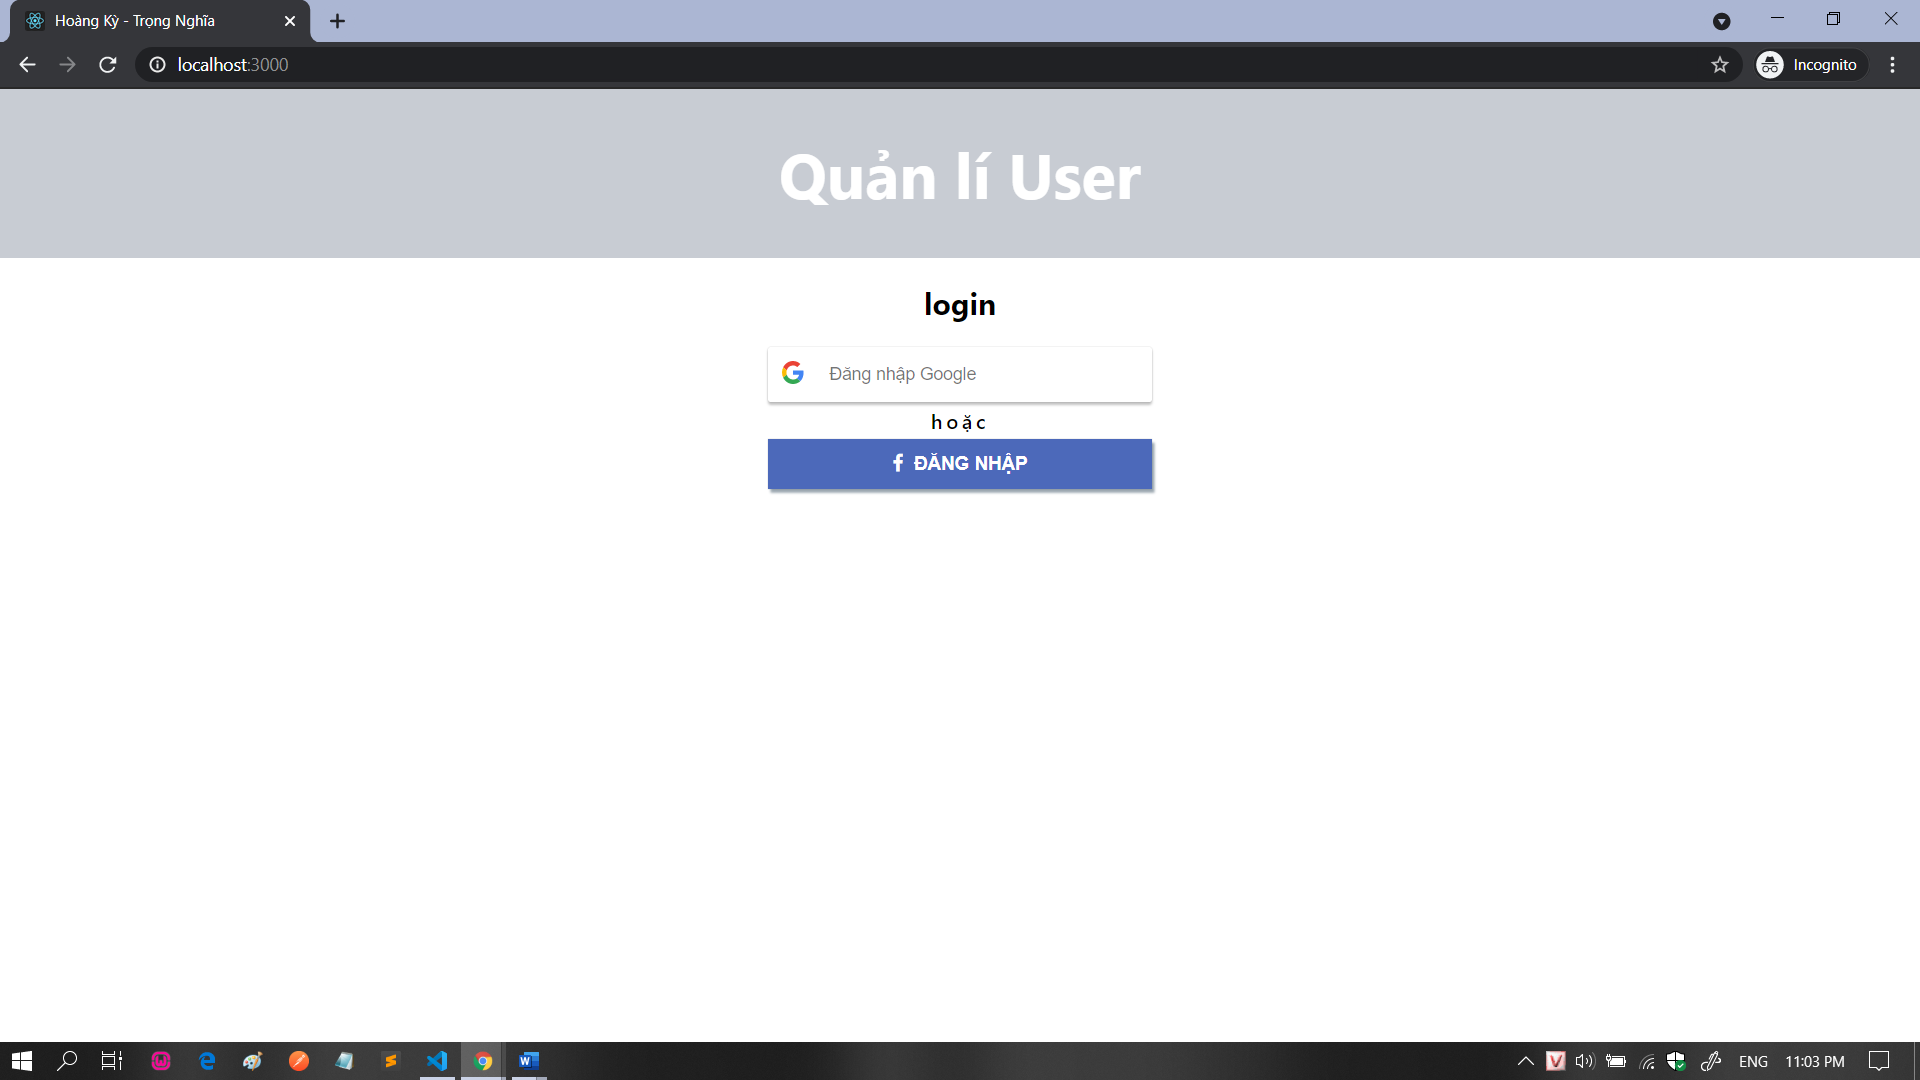 Hoàng Kỳ - Trọng Nghĩa
localhost:3000
Incognito
Quản lí User
login
Đăng nhập Google
hoặc
ĐĂNG NHẬP
ENG
11:03 PM